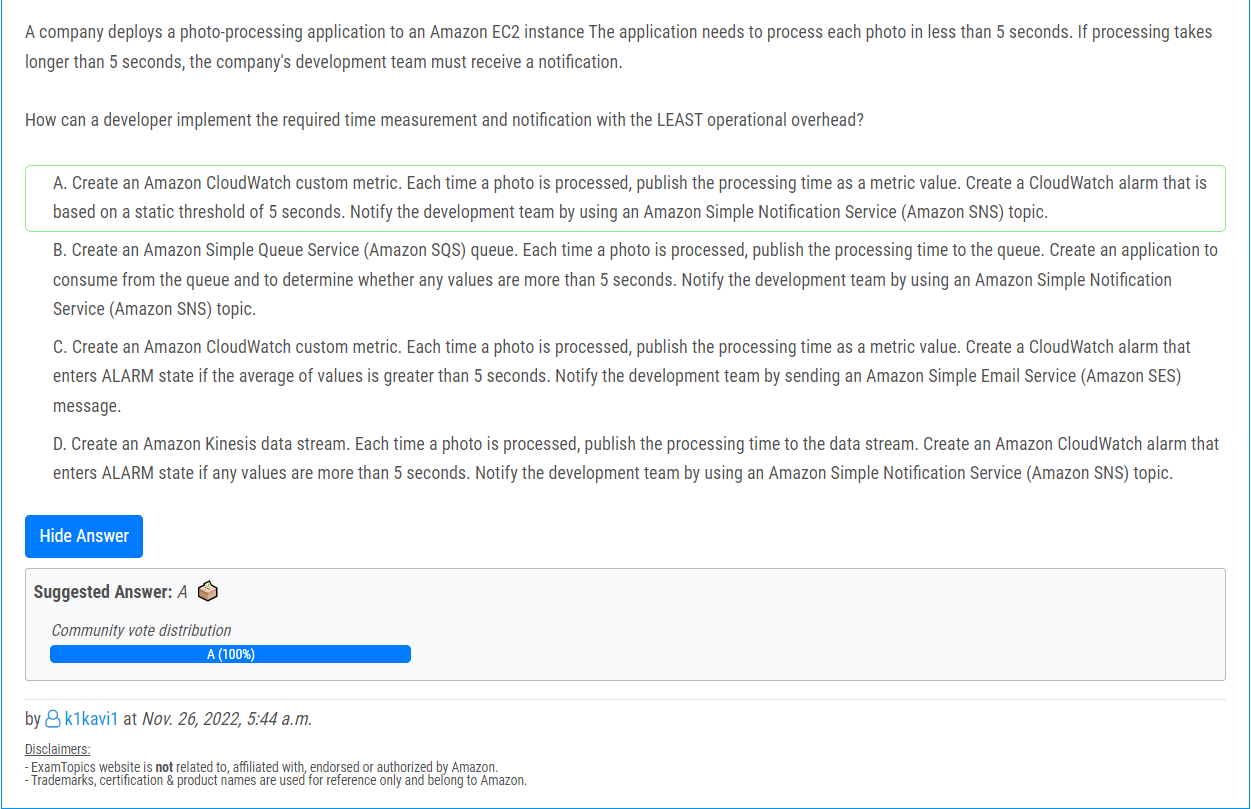 A company deploys a photo-processing application to an Amazon EC2 instance The application needs to process each photo in less than 5 seconds. If processing takes
longer than 5 seconds, the company's development team must receive a notification.
How can a developer implement the required time measurement and notification with the LEAST operational overhead?
A. Create an Amazon CloudWatch custom metric. Each time a photo is processed, publish the processing time as a metric value. Create a CloudWatch alarm that is
based on a static threshold of 5 seconds. Notify the development team by using an Amazon Simple Notification Service (Amazon SNS) topic.
B. Create an Amazon Simple Queue Service (Amazon SQS) queue. Each time a photo is processed, publish the processing time to the queue. Create an application to
consume from the queue and to determine whether any values are more than 5 seconds. Notify the development team by using an Amazon Simple Notification
Service (Amazon SNS) topic.
C. Create an Amazon CloudWatch custom metric. Each time a photo is processed, publish the processing time as a metric value. Create a CloudWatch alarm that
enters ALARM state if the average of values is greater than 5 seconds. Notify the development team by sending an Amazon Simple Email Service (Amazon SES)
message.
D. Create an Amazon Kinesis data stream. Each time a photo is processed, publish the processing time to the data stream. Create an Amazon CloudWatch alarm that
enters ALARM state if any values are more than 5 seconds. Notify the development team by using an Amazon Simple Notification Service (Amazon SNS) topic.
Hide Answer
Suggested Answer: A
Community vote distribution
A (100%)
by k1kavi1 at Nov. 26, 2022, 5:44 a.m.
Disclaimers:
- ExamTopics website is not related to, affiliated with, endorsed or authorized by Amazon.
- Trademarks, certification & product names are used for reference only and belong to Amazon.